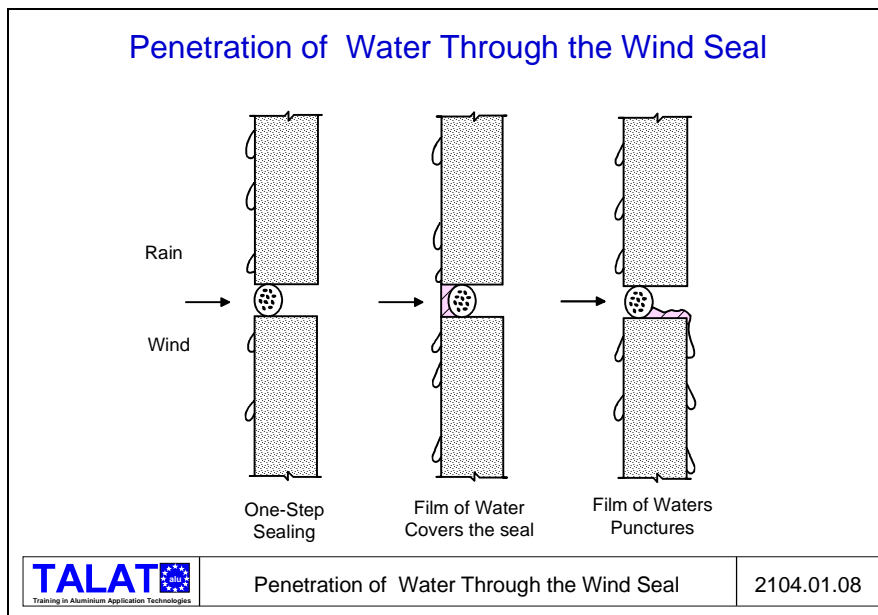 Penetration of Water Through the Wind Seal
Rain
Wind
One-Step
Sealing
Film of Water
Covers the seal
Film of Waters
Punctures
TALAT
alu
Training in Aluminium Application Technologies
Penetration of Water Through the Wind Seal
2104.01.08